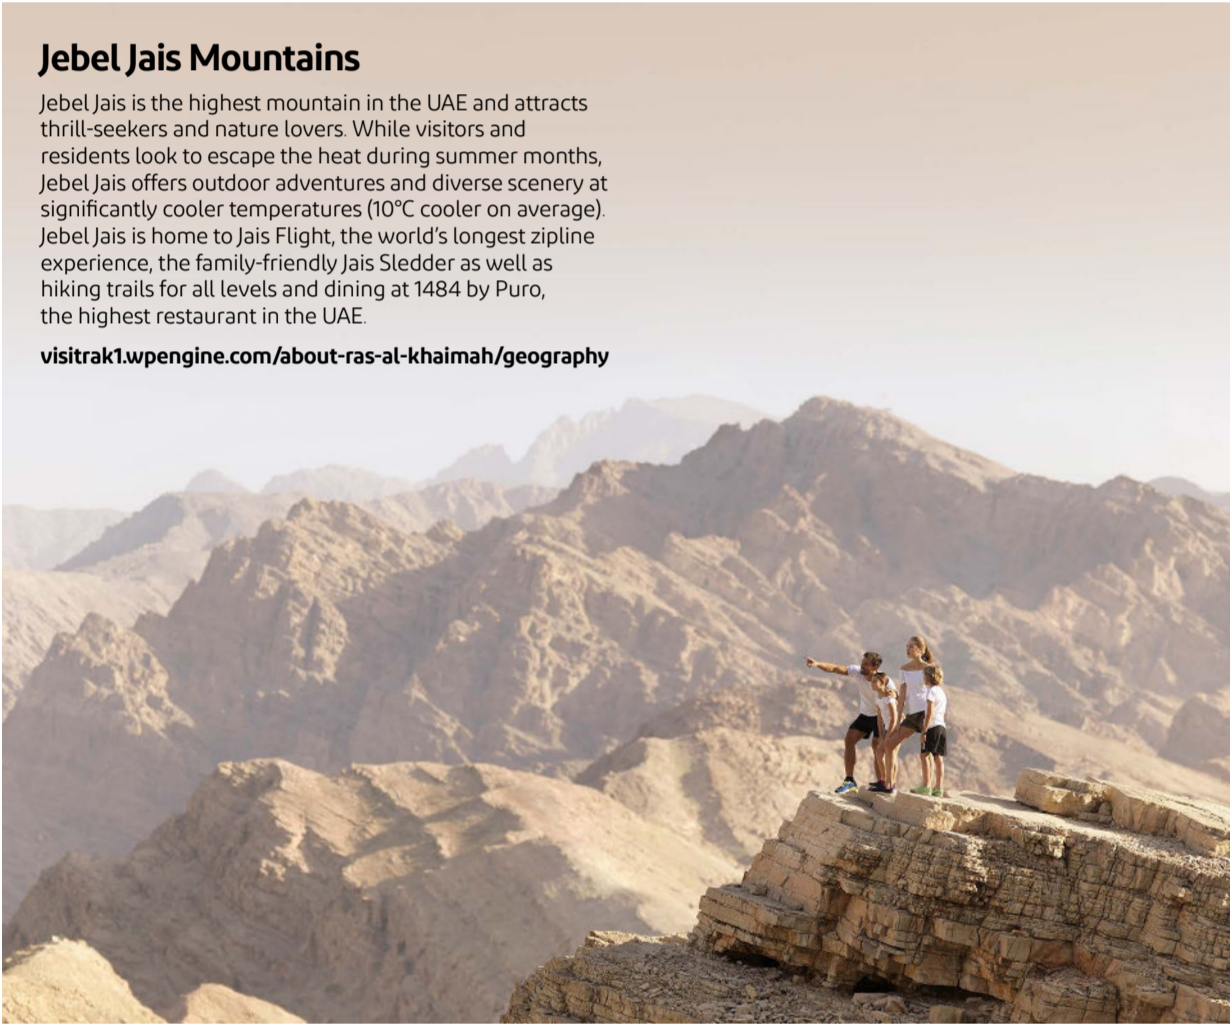 Jebel Jais Mountains
Jebel Jais is the highest mountain in the UAE and attracts
thrill-seekers and nature lovers. While visitors and
residents look to escape the heat during summer months,
Jebel Jais offers outdoor adventures and diverse scenery at
significantly cooler temperatures (10°C cooler on average).
Jebel Jais is home to Jais Flight, the world’s longest zipline
experience, the family-friendly Jais Sledder as well as
hiking trails for all levels and dining at 1484 by Puro,
the highest restaurant in the UAE.
visitrak1.wpengine.com/about-ras-al-khaimah/geography